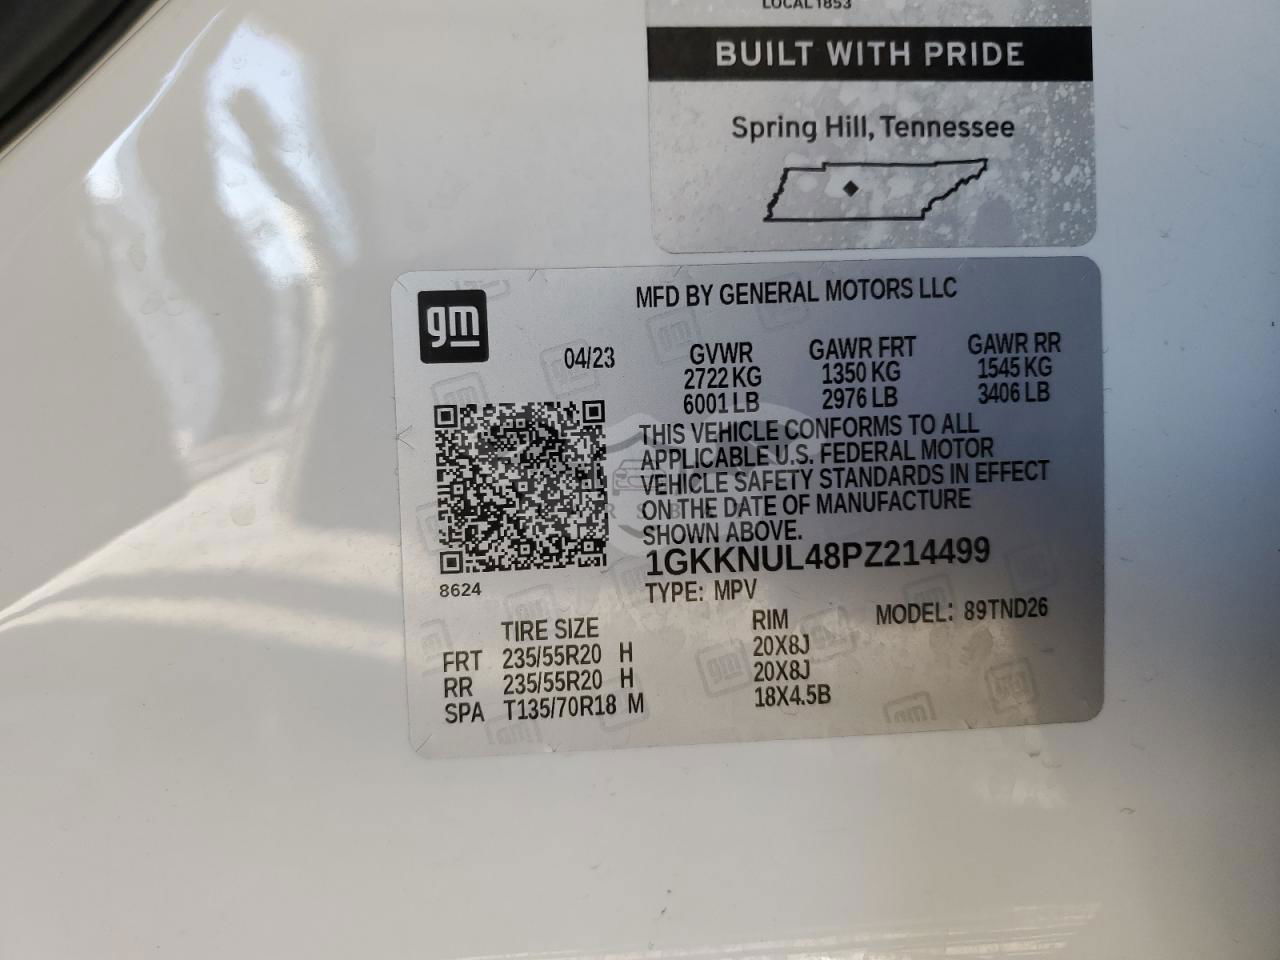 LOCAL 1853
BUILT WITH PRIDE
Spring Hill, Tennessee
gm
MFD BY GENERAL MOTORS LLC
04/23
GVWR GAWR FRT GAWR RR
2722 KG 1350 KG 1545 KG
6001 LB 2976 LB 3406 LB
THIS VEHICLE CONFORMS TO ALL
APPLICABLE U.S. FEDERAL MOTOR
VEHICLE SAFETY STANDARDS IN EFFECT
ON THE DATE OF MANUFACTURE
SHOWN ABOVE.
1GKKNUL48PZ214499
8624
TYPE: MPV
MODEL: 89TND26
TIRE SIZE RIM
FRT 235/55R20 H 20X8J
RR 235/55R20 H 20X8J
SPA T135/70R18 M 18X4.5B